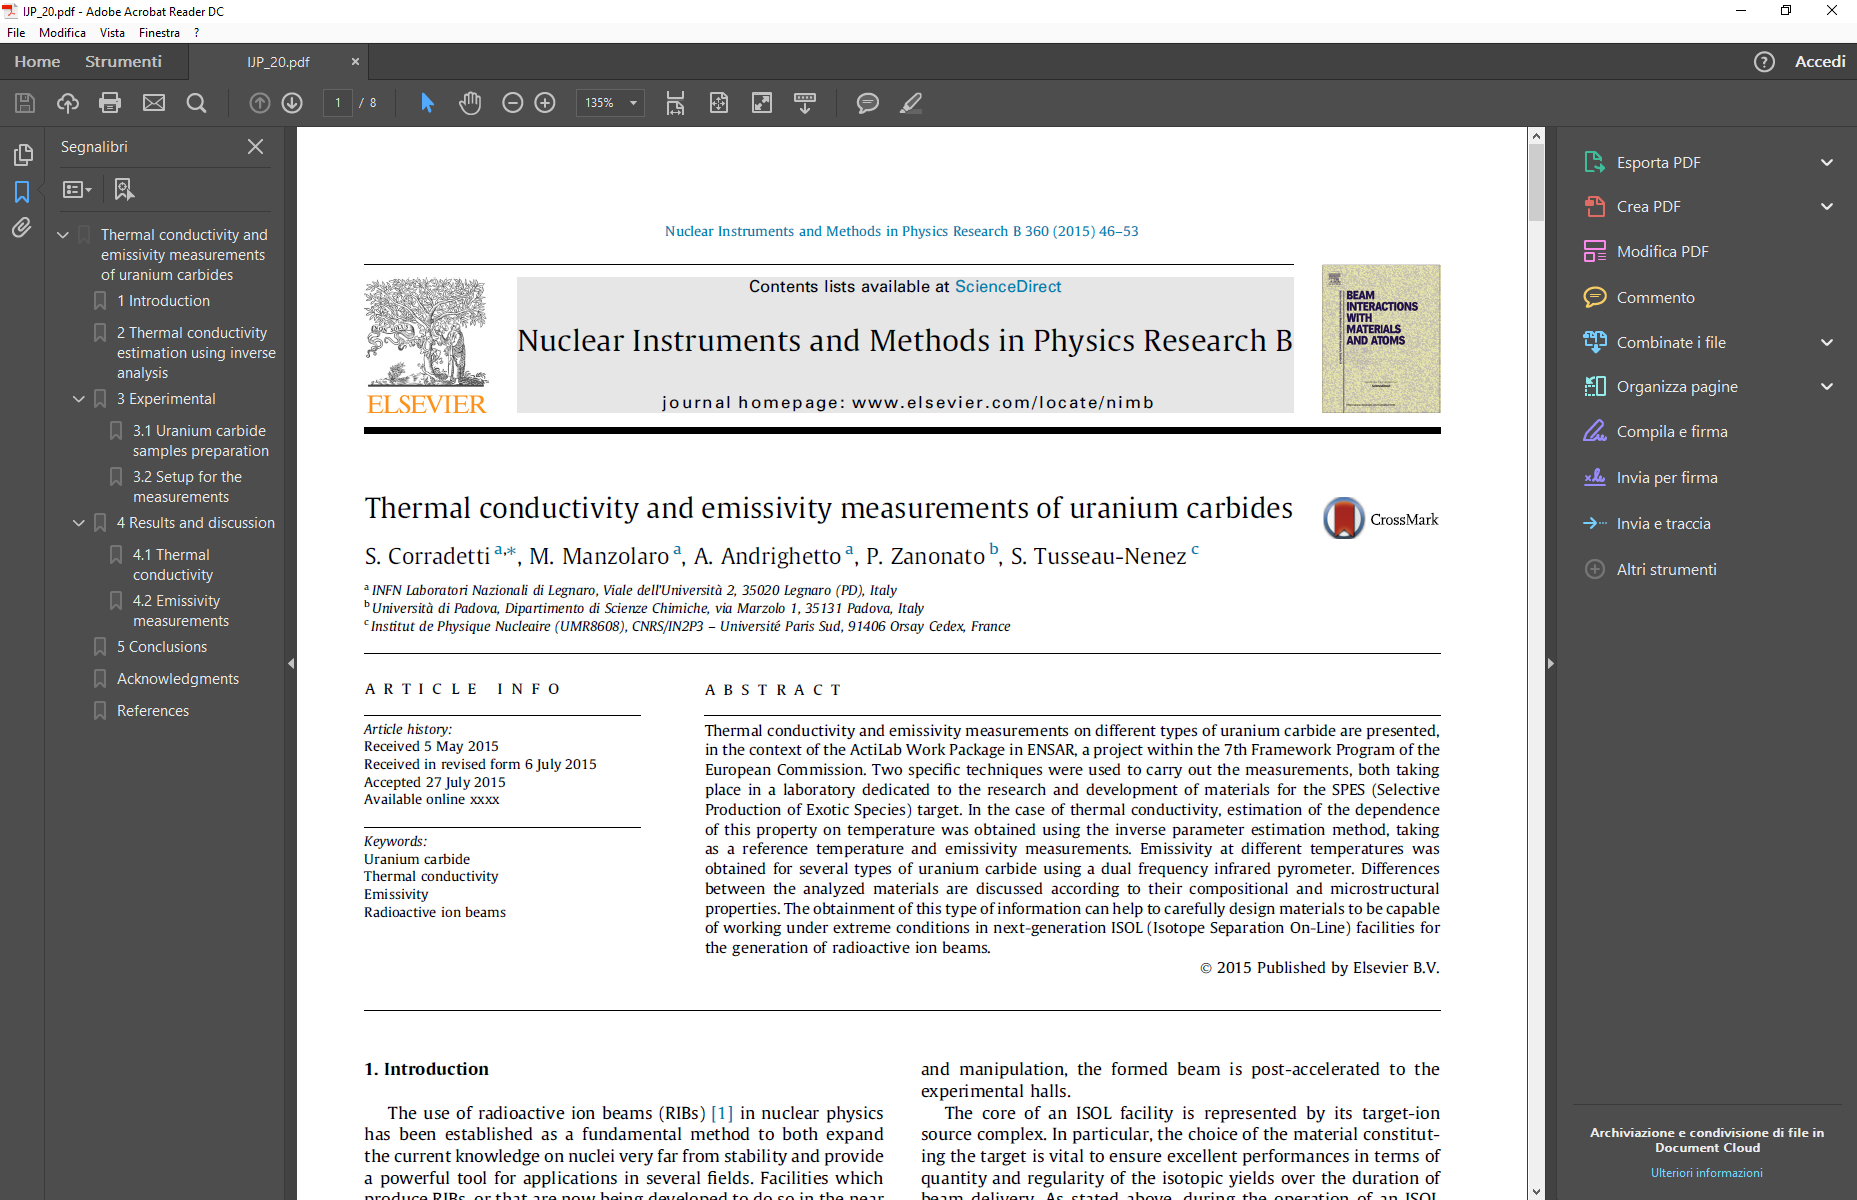 IJP_20.pdf - Adobe Acrobat Reader DC
File Modifica Vista Finestra ?
Home Strumenti IJP_20.pdf × ? Accedi
1 / 8 135%
Segnalibri
Thermal conductivity and
emissivity measurements
of uranium carbides
1 Introduction
2 Thermal conductivity
estimation using inverse
analysis
3 Experimental
3.1 Uranium carbide
samples preparation
3.2 Setup for the
measurements
4 Results and discussion
4.1 Thermal
conductivity
4.2 Emissivity
measurements
5 Conclusions
Acknowledgments
References
Nuclear Instruments and Methods in Physics Research B 360 (2015) 46–53
ELSEVIER
Contents lists available at ScienceDirect
Nuclear Instruments and Methods in Physics Research B
journal homepage: www.elsevier.com/locate/nimb
BEAM
INTERACTIONS
WITH
MATERIALS
AND ATOMS
Thermal conductivity and emissivity measurements of uranium carbides
CrossMark
S. Corradetti a,*, M. Manzolaro a, A. Andrighetto a, P. Zanonato b, S. Tusseau-Nenez c
a INFN Laboratori Nazionali di Legnaro, Viale dell'Università 2, 35020 Legnaro (PD), Italy
b Università di Padova, Dipartimento di Scienze Chimiche, via Marzolo 1, 35131 Padova, Italy
c Institut de Physique Nucleaire (UMR8608), CNRS/IN2P3 – Université Paris Sud, 91406 Orsay Cedex, France
ARTICLE INFO
Article history:
Received 5 May 2015
Received in revised form 6 July 2015
Accepted 27 July 2015
Available online xxxx
Keywords:
Uranium carbide
Thermal conductivity
Emissivity
Radioactive ion beams
ABSTRACT
Thermal conductivity and emissivity measurements on different types of uranium carbide are presented,
in the context of the ActiLab Work Package in ENSAR, a project within the 7th Framework Program of the
European Commission. Two specific techniques were used to carry out the measurements, both taking
place in a laboratory dedicated to the research and development of materials for the SPES (Selective
Production of Exotic Species) target. In the case of thermal conductivity, estimation of the dependence
of this property on temperature was obtained using the inverse parameter estimation method, taking
as a reference temperature and emissivity measurements. Emissivity at different temperatures was
obtained for several types of uranium carbide using a dual frequency infrared pyrometer. Differences
between the analyzed materials are discussed according to their compositional and microstructural
properties. The obtainment of this type of information can help to carefully design materials to be capable
of working under extreme conditions in next-generation ISOL (Isotope Separation On-Line) facilities for
the generation of radioactive ion beams.
© 2015 Published by Elsevier B.V.
1. Introduction
The use of radioactive ion beams (RIBs) [1] in nuclear physics
has been established as a fundamental method to both expand
the current knowledge on nuclei very far from stability and provide
a powerful tool for applications in several fields. Facilities which
produce RIBs, or that are now being developed to do so in the near
and manipulation, the formed beam is post-accelerated to the
experimental halls.
The core of an ISOL facility is represented by its target-ion
source complex. In particular, the choice of the material constitut-
ing the target is vital to ensure excellent performances in terms of
quantity and regularity of the isotopic yields over the duration of
beam delivery. As stated above, during the operation of an ISOL
Esporta PDF
Crea PDF
Modifica PDF
Commento
Combinate i file
Organizza pagine
Compila e firma
Invia per firma
Invia e traccia
Altri strumenti
Archiviazione e condivisione di file in
Document Cloud
Ulteriori informazioni